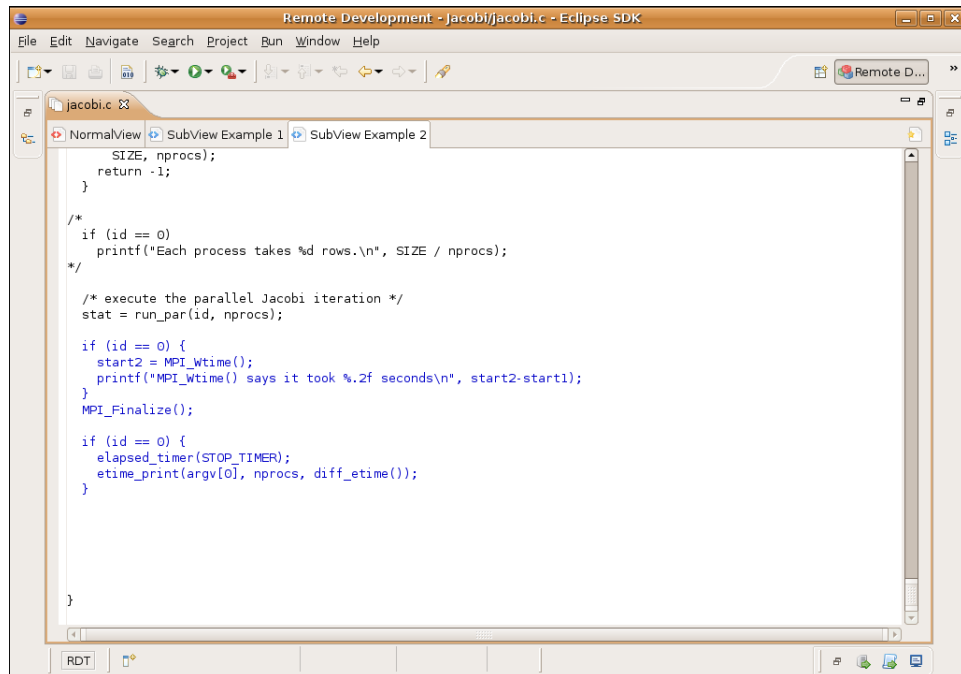 Remote Development - Jacobi/jacobi.c - Eclipse SDK
File Edit Navigate Search Project Run Window Help
010
Remote D... »
jacobi.c
NormalView SubView Example 1 SubView Example 2
SIZE, nprocs);
return -1;
}
/*
if (id == 0)
printf("Each process takes %d rows.\n", SIZE / nprocs);
*/
/* execute the parallel Jacobi iteration */
stat = run_par(id, nprocs);
if (id == 0) {
start2 = MPI_Wtime();
printf("MPI_Wtime() says it took %.2f seconds\n", start2-start1);
}
MPI_Finalize();
if (id == 0) {
elapsed_timer(STOP_TIMER);
etime_print(argv[0], nprocs, diff_etime());
}
}
RDT